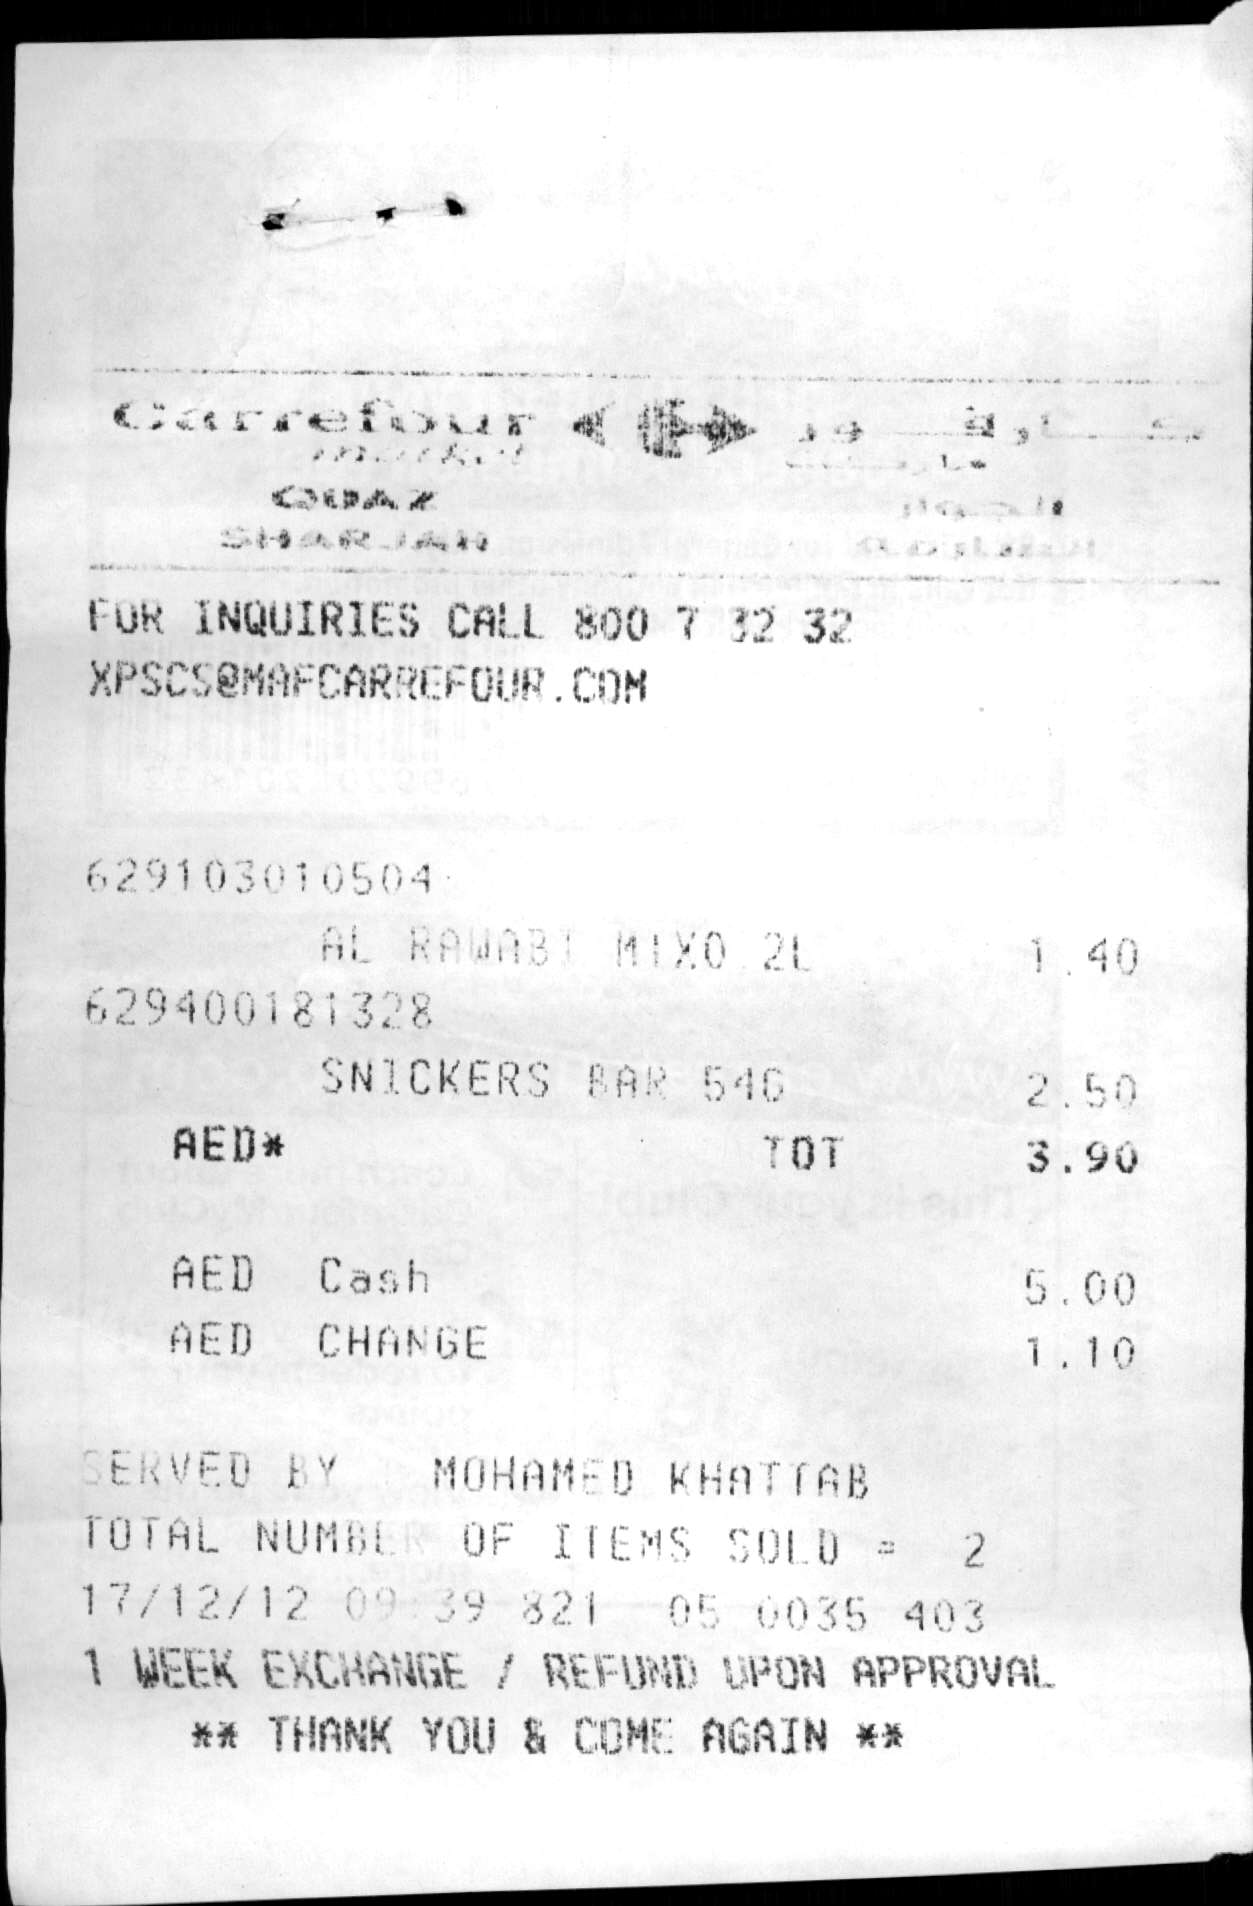 Carrefour
market
QUAZ
SHARJAH
FOR INQUIRIES CALL 800 7 32 32
XPSCS@MAFCARREFOUR.COM
629103010504
AL RAWABI MIXO.2L 1.40
629400181328
SNICKERS BAR 54G 2.50
AED* TOT 3.90
AED Cash 5.00
AED CHANGE 1.10
SERVED BY MOHAMED KHATTAB
TOTAL NUMBER OF ITEMS SOLD = 2
17/12/12 09:39 821 05 0035 403
1 WEEK EXCHANGE / REFUND UPON APPROVAL
** THANK YOU & COME AGAIN **